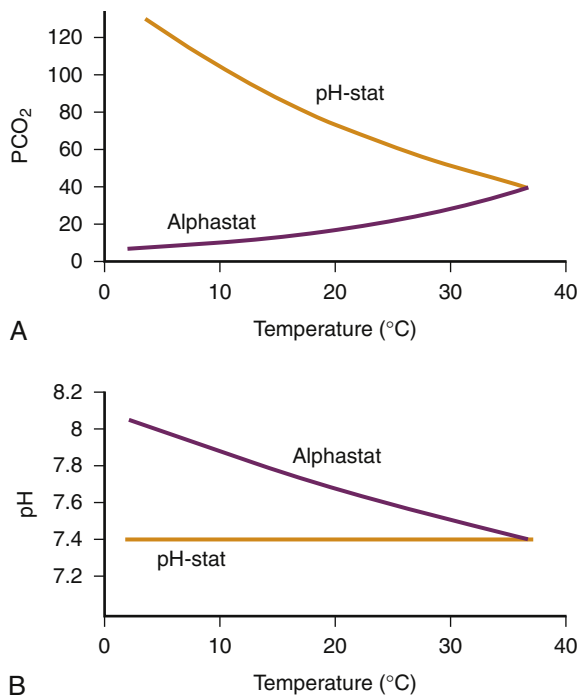 120
100
80
60
40
20
0
PCO2
pH-stat
Alphastat
0 10 20 30 40
Temperature (°C)
A
8.2
8
7.8
7.6
7.4
7.2
pH
Alphastat
pH-stat
0 10 20 30 40
Temperature (°C)
B